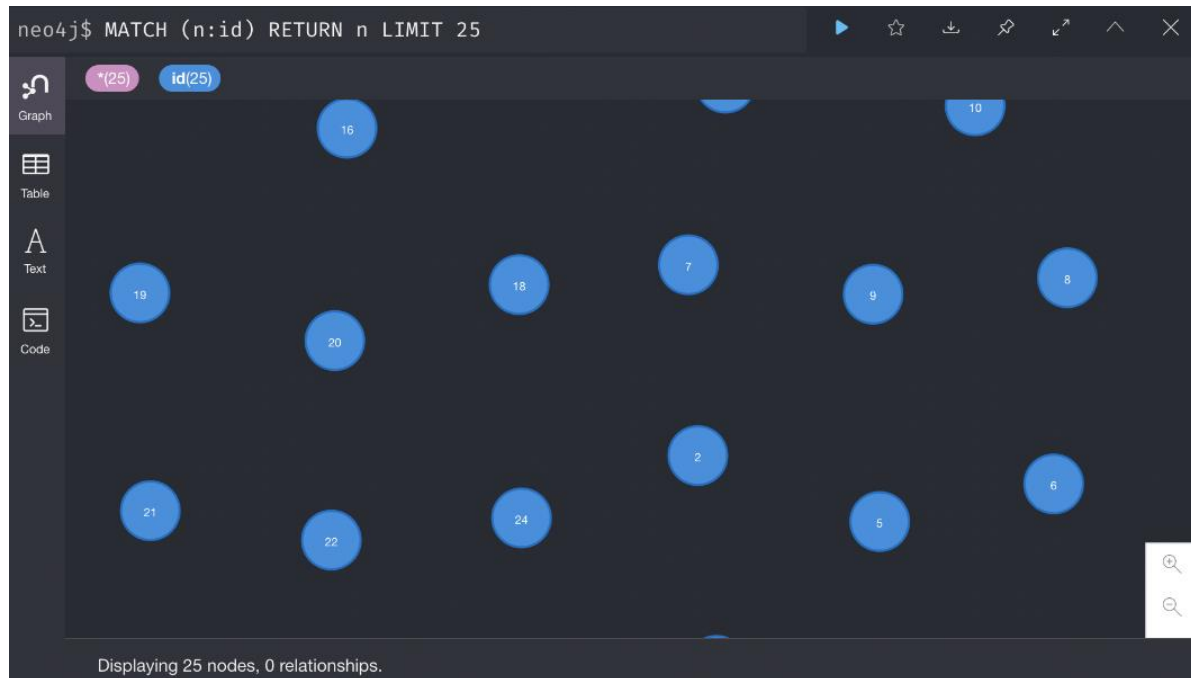 neo4j$ MATCH (n:id) RETURN n LIMIT 25
*(25) id(25)
Graph
Table
Text
Code
16
10
19
20
18
7
9
8
21
22
24
2
5
6
Displaying 25 nodes, 0 relationships.